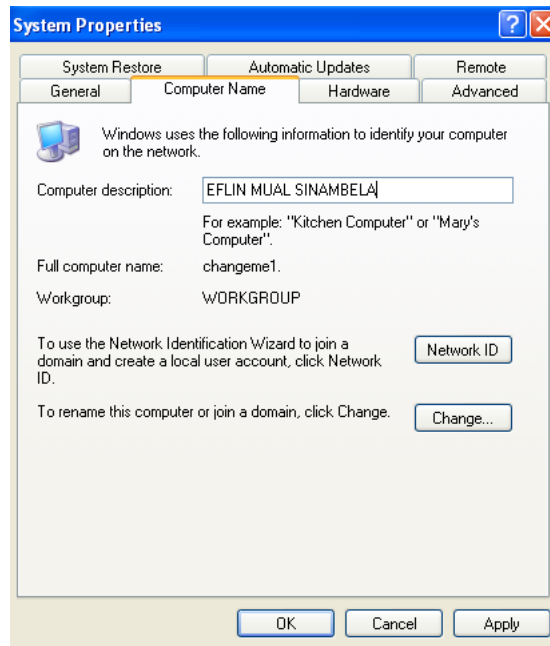 System Properties
System Restore
Automatic Updates
Remote
General
Computer Name
Hardware
Advanced
Windows uses the following information to identify your computer
on the network.
Computer description:
EFLIN MUAL SINAMBELA
For example: "Kitchen Computer" or "Mary's
Computer".
Full computer name:
changeme1.
Workgroup:
WORKGROUP
To use the Network Identification Wizard to join a
domain and create a local user account, click Network
ID.
Network ID
To rename this computer or join a domain, click Change.
Change...
OK
Cancel
Apply